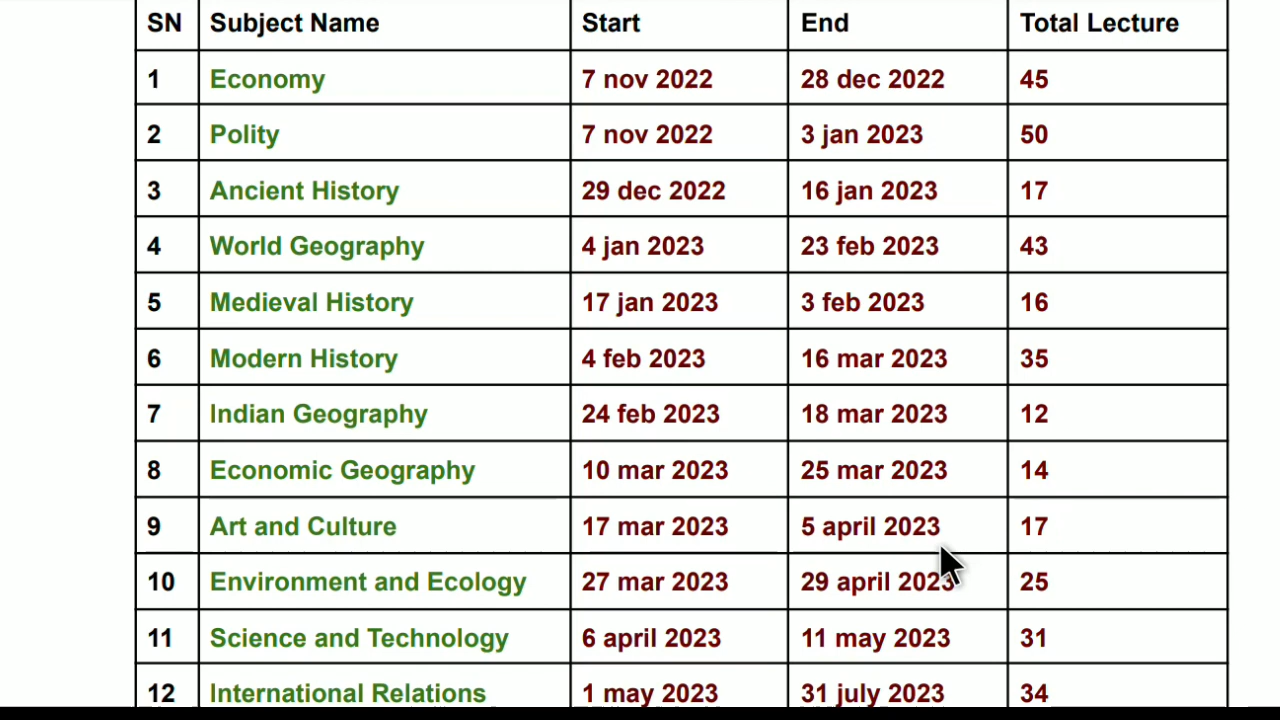 SN Subject Name Start End Total Lecture
1 Economy 7 nov 2022 28 dec 2022 45
2 Polity 7 nov 2022 3 jan 2023 50
3 Ancient History 29 dec 2022 16 jan 2023 17
4 World Geography 4 jan 2023 23 feb 2023 43
5 Medieval History 17 jan 2023 3 feb 2023 16
6 Modern History 4 feb 2023 16 mar 2023 35
7 Indian Geography 24 feb 2023 18 mar 2023 12
8 Economic Geography 10 mar 2023 25 mar 2023 14
9 Art and Culture 17 mar 2023 5 april 2023 17
10 Environment and Ecology 27 mar 2023 29 april 2023 25
11 Science and Technology 6 april 2023 11 may 2023 31
12 International Relations 1 may 2023 31 july 2023 34